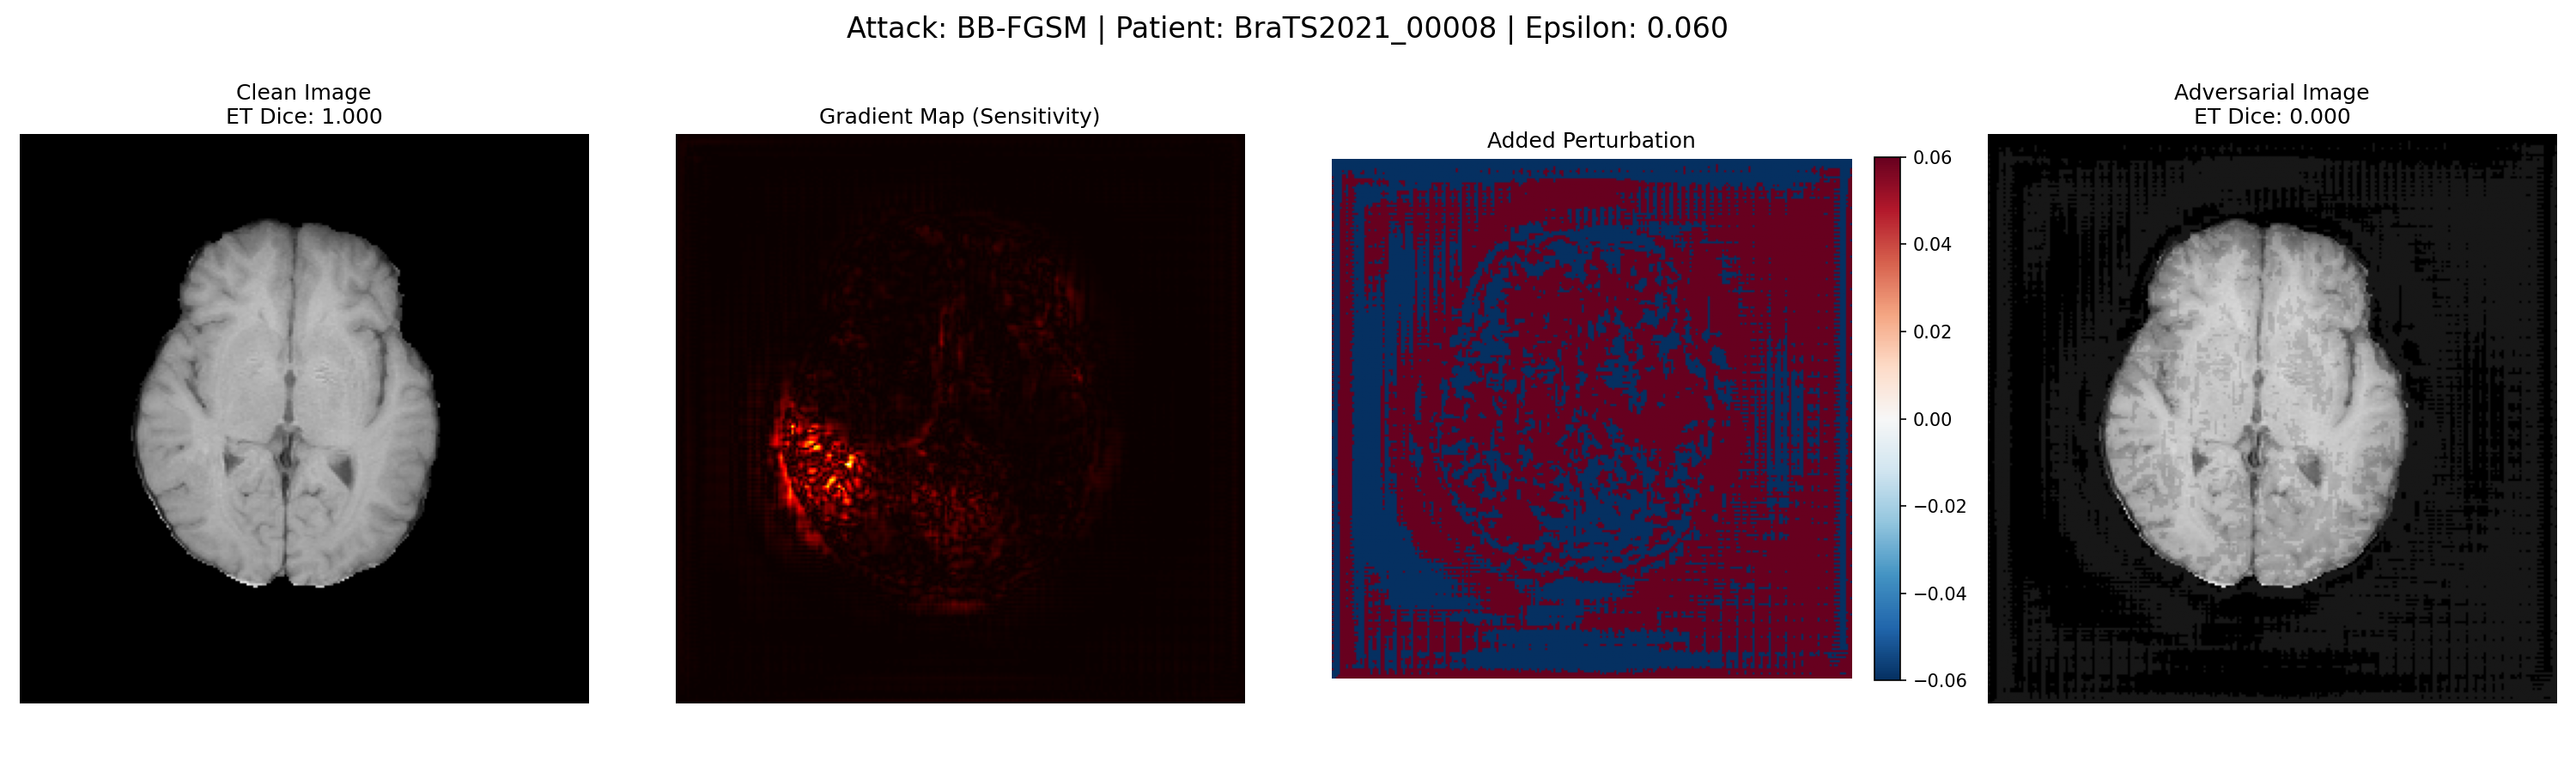 Attack: BB-FGSM | Patient: BraTS2021_00008 | Epsilon: 0.060
Clean Image
ET Dice: 1.000
Gradient Map (Sensitivity)
Added Perturbation
0.06
0.04
0.02
0.00
−0.02
−0.04
−0.06
Adversarial Image
ET Dice: 0.000